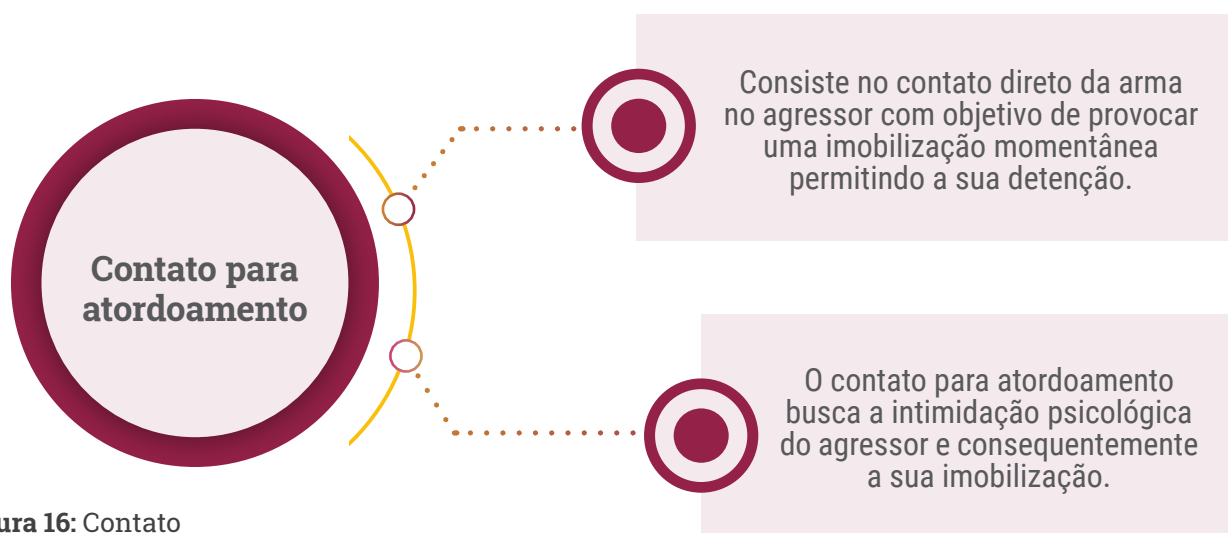 Contato para
atordoamento
Consiste no contato direto da arma
no agressor com objetivo de provocar
uma imobilização momentânea
permitindo a sua detenção.
O contato para atordoamento
busca a intimidação psicológica
do agressor e consequentemente
a sua imobilização.
ura 16: Contato